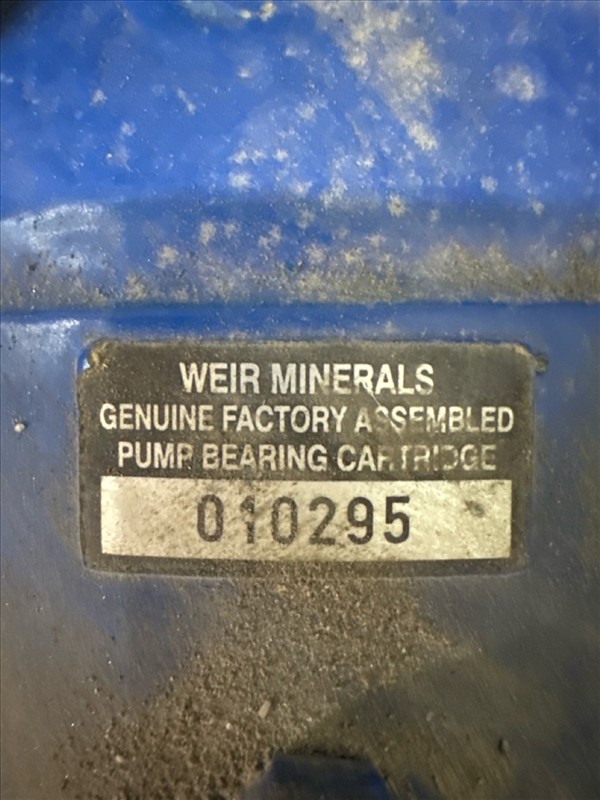 WEIR MINERALS
GENUINE FACTORY ASSEMBLED
PUMP BEARING CARTRIDGE
010295